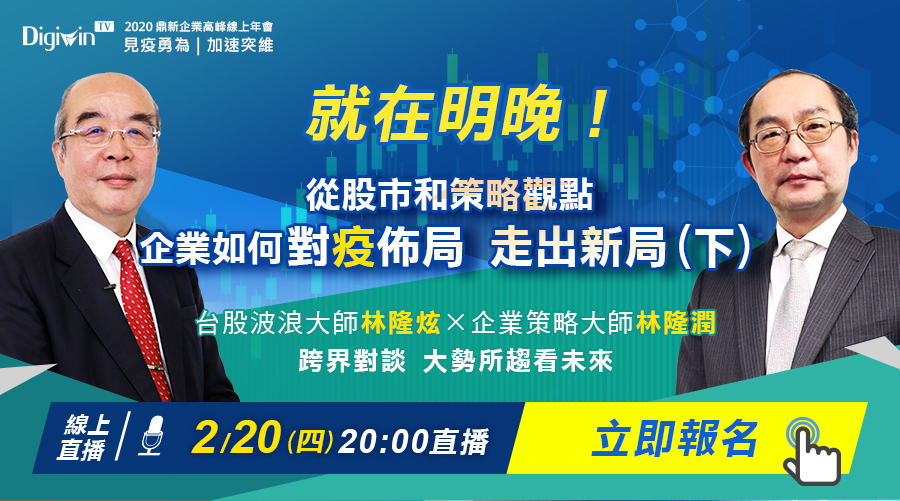 Digiwin TV
2020 鼎新企業高峰線上年會
見疫勇為|加速突維
就在明晚！
從股市和策略觀點
企業如何對疫佈局 走出新局(下)
台股波浪大師林隆炫×企業策略大師林隆潤
跨界對談 大勢所趨看未來
線上
直播
2/20(四)20:00直播
立即報名